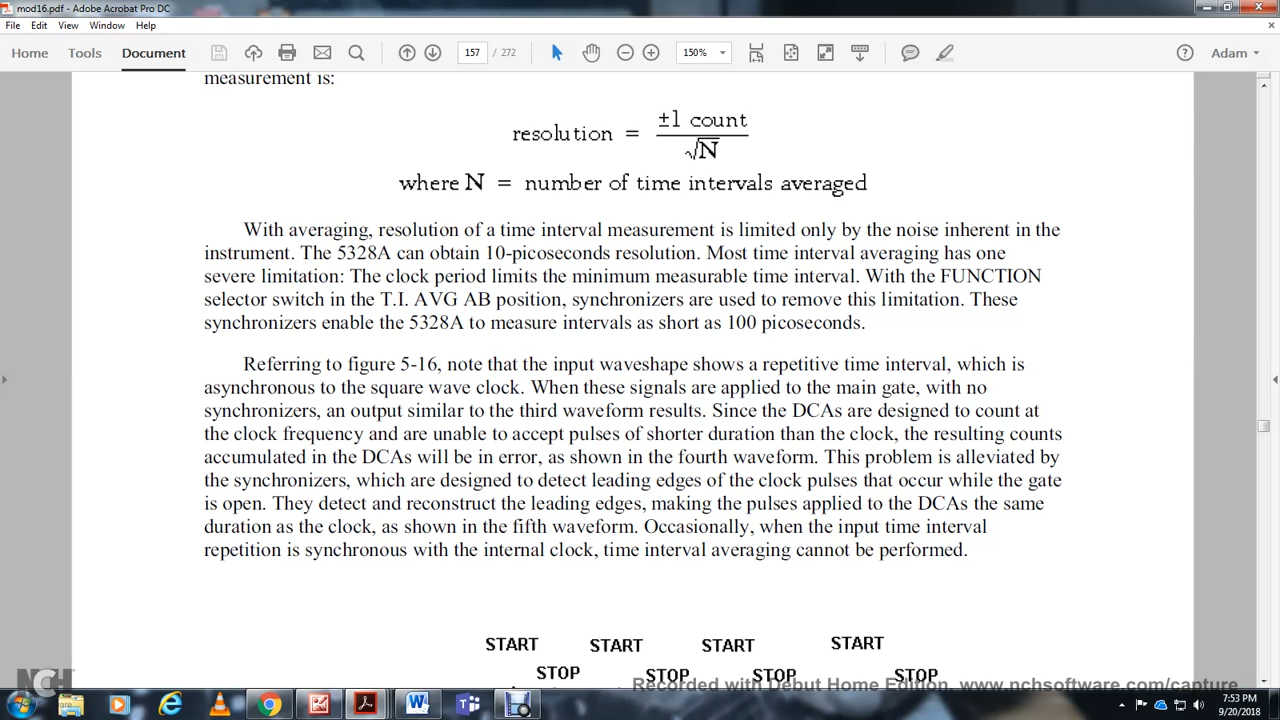 mod16.pdf - Adobe Acrobat Pro DC
File Edit View Window Help
Home Tools Document 157 / 272 150% Adam
measurement is:
resolution = ±1 count
√N
where N = number of time intervals averaged
With averaging, resolution of a time interval measurement is limited only by the noise inherent in the
instrument. The 5328A can obtain 10-picoseconds resolution. Most time interval averaging has one
severe limitation: The clock period limits the minimum measurable time interval. With the FUNCTION
selector switch in the T.I. AVG AB position, synchronizers are used to remove this limitation. These
synchronizers enable the 5328A to measure intervals as short as 100 picoseconds.
Referring to figure 5-16, note that the input waveshape shows a repetitive time interval, which is
asynchronous to the square wave clock. When these signals are applied to the main gate, with no
synchronizers, an output similar to the third waveform results. Since the DCAs are designed to count at
the clock frequency and are unable to accept pulses of shorter duration than the clock, the resulting counts
accumulated in the DCAs will be in error, as shown in the fourth waveform. This problem is alleviated by
the synchronizers, which are designed to detect leading edges of the clock pulses that occur while the gate
is open. They detect and reconstruct the leading edges, making the pulses applied to the DCAs the same
duration as the clock, as shown in the fifth waveform. Occasionally, when the input time interval
repetition is synchronous with the internal clock, time interval averaging cannot be performed.
START START START START
STOP STOP STOP STOP
NCH
Recorded with Debut Home Edition. www.nchsoftware.com/capture
7:53 PM
9/20/2018